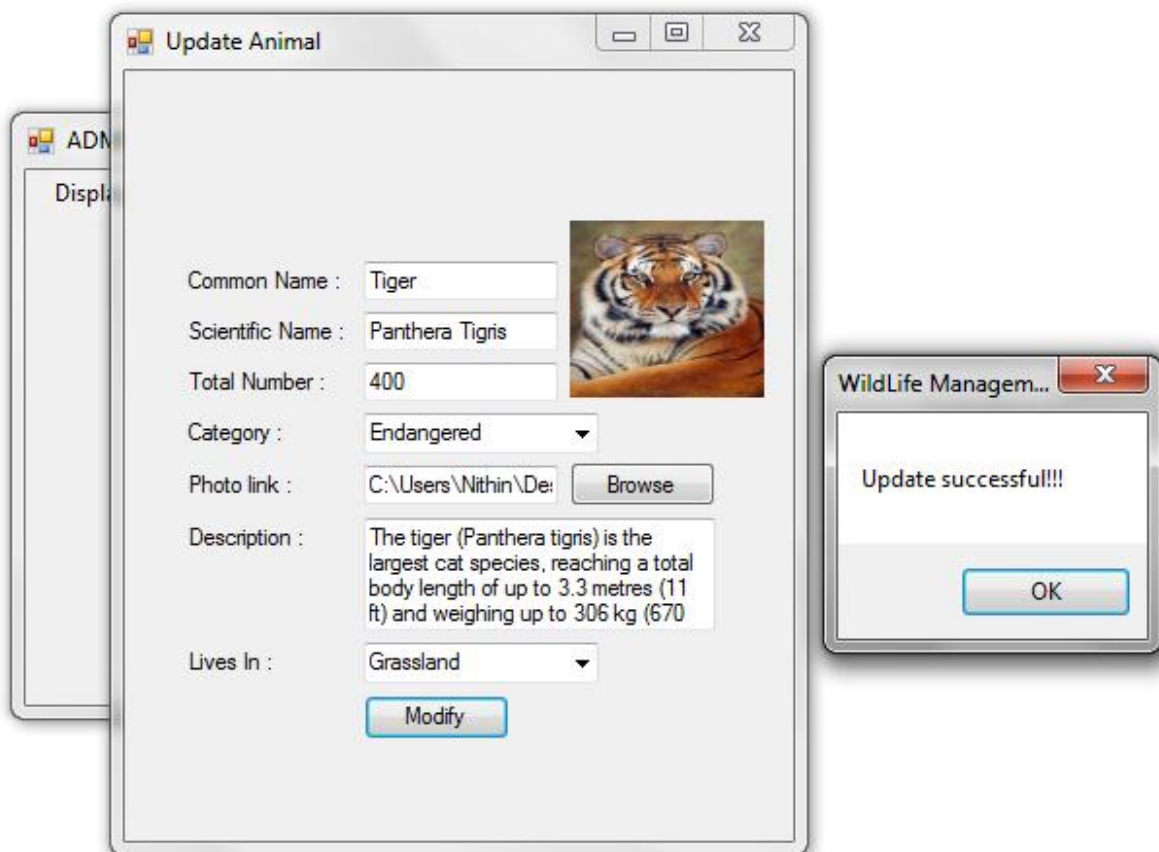 Update Animal
ADM
Displa
Common Name :
Tiger
Scientific Name :
Panthera Tigris
Total Number :
400
Category :
Endangered
Photo link :
C:\Users\Nithin\De
Browse
Description :
The tiger (Panthera tigris) is the
largest cat species, reaching a total
body length of up to 3.3 metres (11
ft) and weighing up to 306 kg (670
Lives In :
Grassland
Modify
WildLife Managem...
Update successful!!!
OK